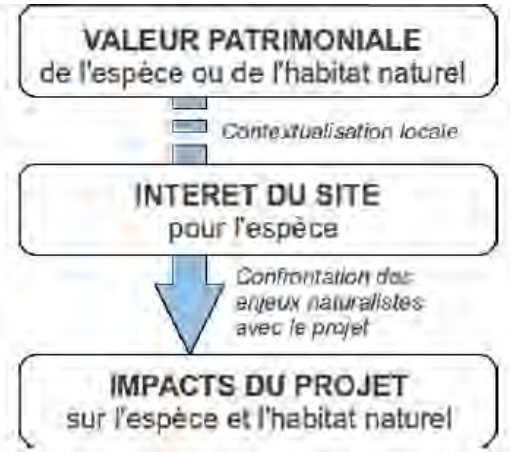 VALEUR PATRIMONIALE
de l'espèce ou de l'habitat naturel
Contextualisation locale
INTERET DU SITE
pour l'espèce
Confrontation des
enjeux naturalistes
avec le projet
IMPACTS DU PROJET
sur l'espèce et l'habitat naturel